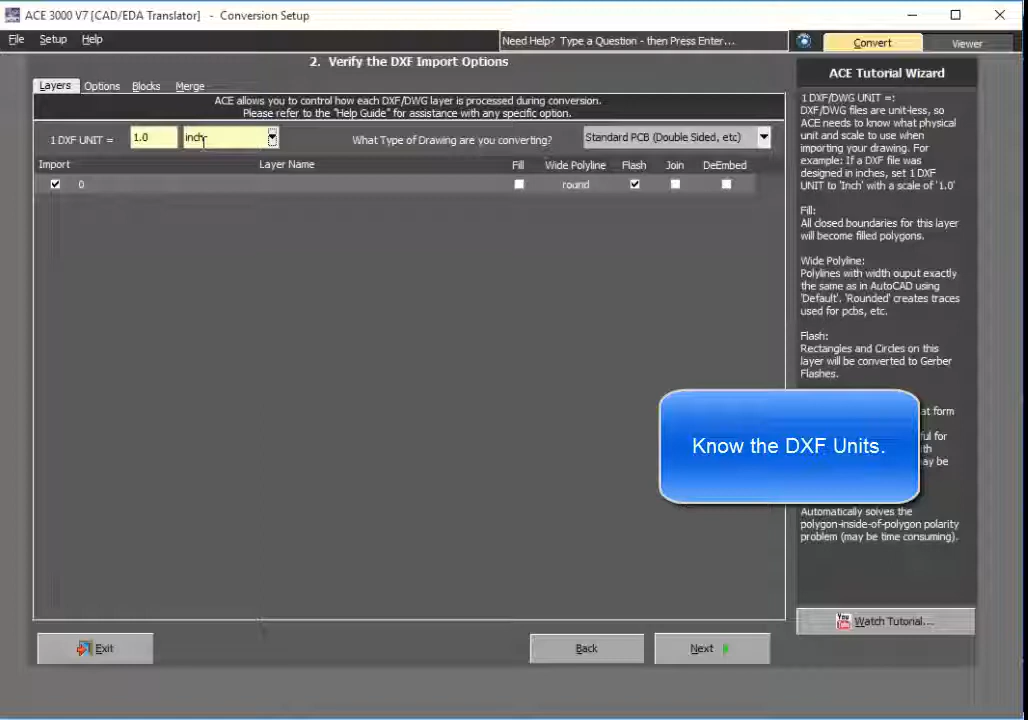 ACE 3000 V7 [CAD/EDA Translator] - Conversion Setup
File Setup Help
Need Help? Type a Question - then Press Enter...
Convert
Viewer
2. Verify the DXF Import Options
Layers Options Blocks Merge
ACE allows you to control how each DXF/DWG layer is processed during conversion.
Please refer to the "Help Guide" for assistance with any specific option.
1 DXF UNIT = 1.0 inch What Type of Drawing are you converting? Standard PCB (Double Sided, etc)
Import Layer Name Fill Wide Polyline Flash Join DeEmbed
0 round
Exit
Back
Next
ACE Tutorial Wizard
1 DXF/DWG UNIT =:
DXF/DWG files are unit-less, so
ACE needs to know what physical
unit and scale to use when
importing your drawing. For
example: If a DXF file was
designed in inches, set 1 DXF
UNIT to 'Inch' with a scale of '1.0'
Fill:
All closed boundaries for this layer
will become filled polygons.
Wide Polyline:
Polylines with width ouput exactly
the same as in AutoCAD using
'Default'. 'Rounded' creates traces
used for pcbs, etc.
Flash:
Rectangles and Circles on this
layer will be converted to Gerber
Flashes.
at form
ful for
th
ay be
Know the DXF Units.
Automatically solves the
polygon-inside-of-polygon polarity
problem (may be time consuming).
You
Watch Tutorial...